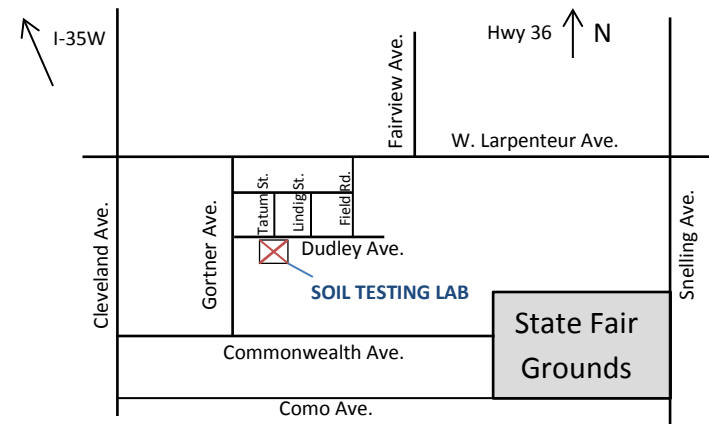 I-35W
Hwy 36
N
Fairview Ave.
W. Larpenteur Ave.
Tatum St.
Lindig St.
Field Rd.
Cleveland Ave.
Gortner Ave.
Dudley Ave.
Snelling Ave.
SOIL TESTING LAB
State Fair
Grounds
Commonwealth Ave.
Como Ave.